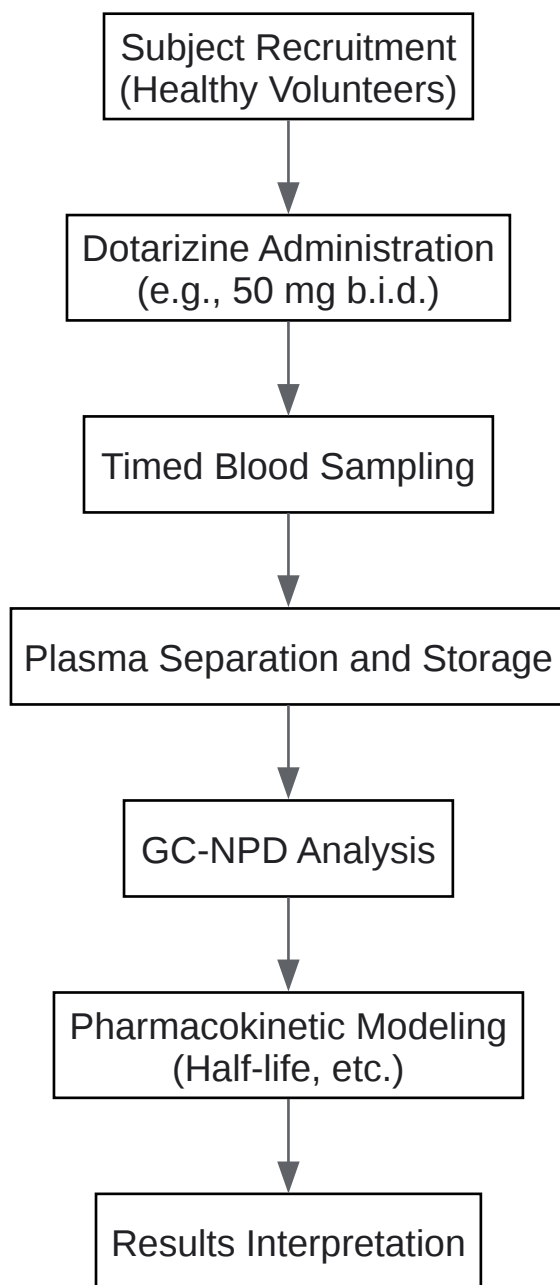 Subject Recruitment
(Healthy Volunteers)
Dotarizine Administration
(e.g., 50 mg b.i.d.)
Timed Blood Sampling
Plasma Separation and Storage
GC-NPD Analysis
Pharmacokinetic Modeling
(Half-life, etc.)
Results Interpretation